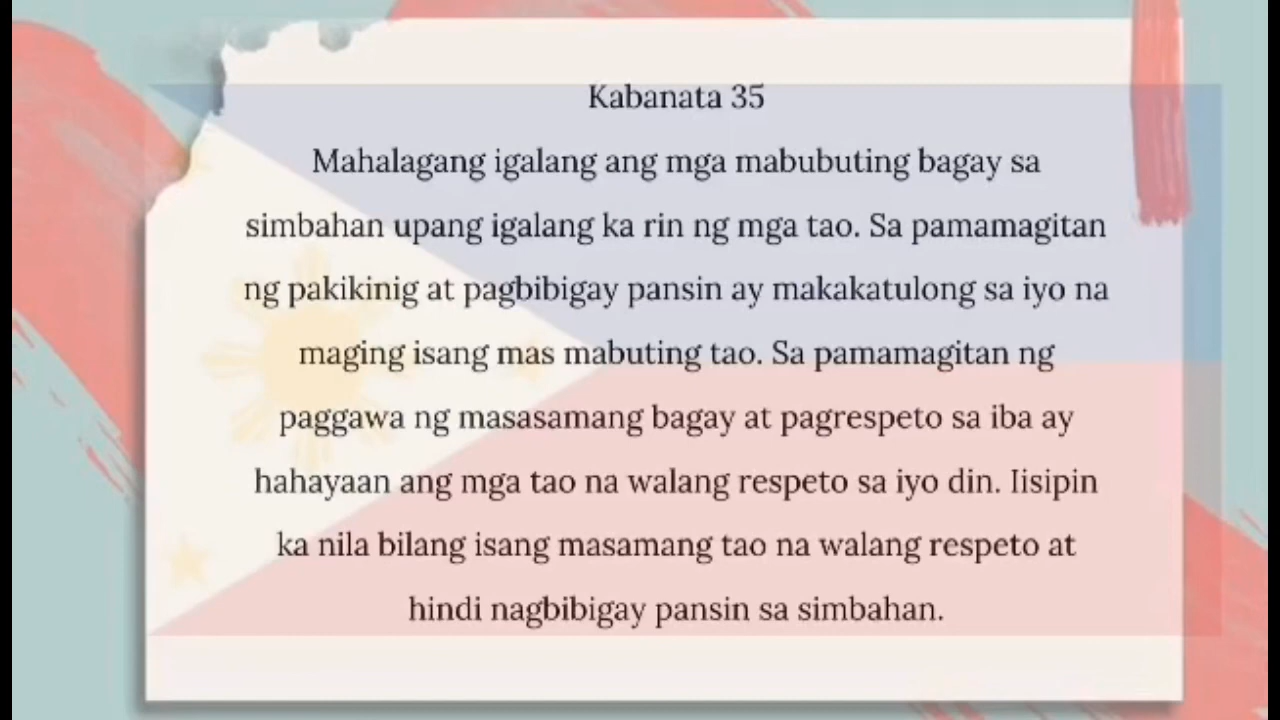 Kabanata 35
Mahalagang igalang ang mga mabubuting bagay sa
simbahan upang igalang ka rin ng mga tao. Sa pamamagitan
ng pakikinig at pagbibigay pansin ay makakatulong sa iyo na
maging isang mas mabuting tao. Sa pamamagitan ng
paggawa ng masasamang bagay at pagrespeto sa iba ay
hahayaan ang mga tao na walang respeto sa iyo din. Iisipin
ka nila bilang isang masamang tao na walang respeto at
hindi nagbibigay pansin sa simbahan.